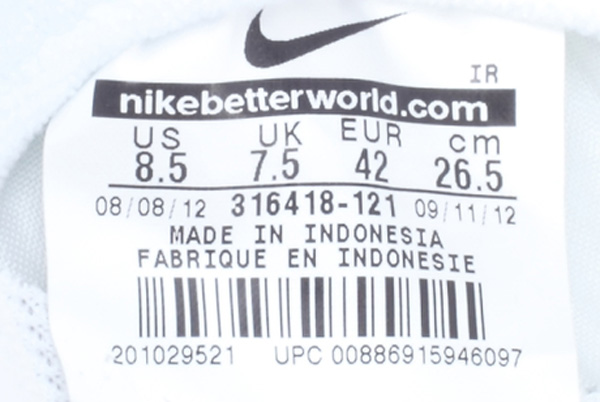 IR
nikebetterworld.com
US UK EUR cm
8.5 7.5 42 26.5
08/08/12 316418-121 09/11/12
MADE IN INDONESIA
FABRIQUE EN INDONESIE
201029521 UPC 00886915946097